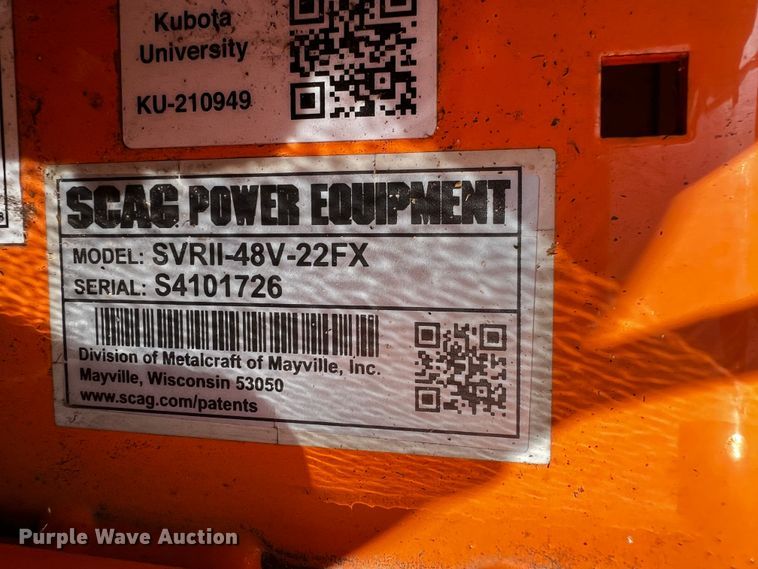 Kubota
University
KU-210949
SCAG POWER EQUIPMENT
MODEL: SVRII-48V-22FX
SERIAL: S4101726
Division of Metalcraft of Mayville, Inc.
Mayville, Wisconsin 53050
www.scag.com/patents
Purple Wave Auction